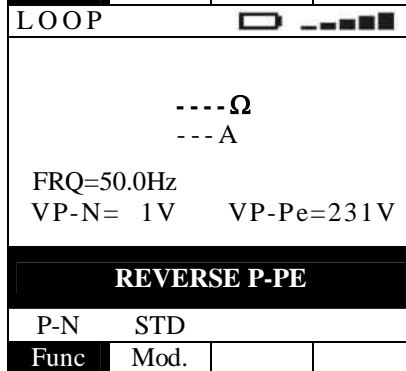 LOOP
----Ω
---A
FRQ=50.0Hz
VP-N= 1V VP-Pe=231V
REVERSE P-PE
P-N STD
Func Mod.